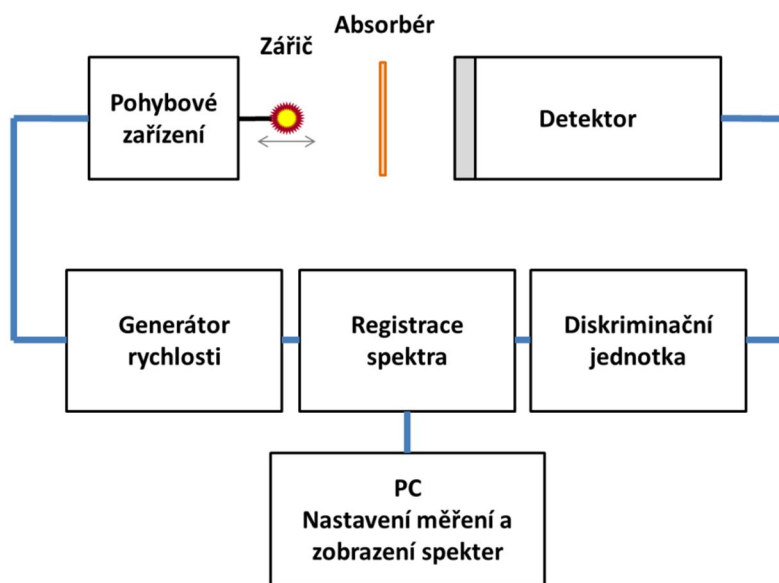 Absorbér
Zářič
Pohybové
zařízení
Detektor
Generátor
rychlosti
Registrace
spektra
Diskriminační
jednotka
PC
Nastavení měření a
zobrazení spekter